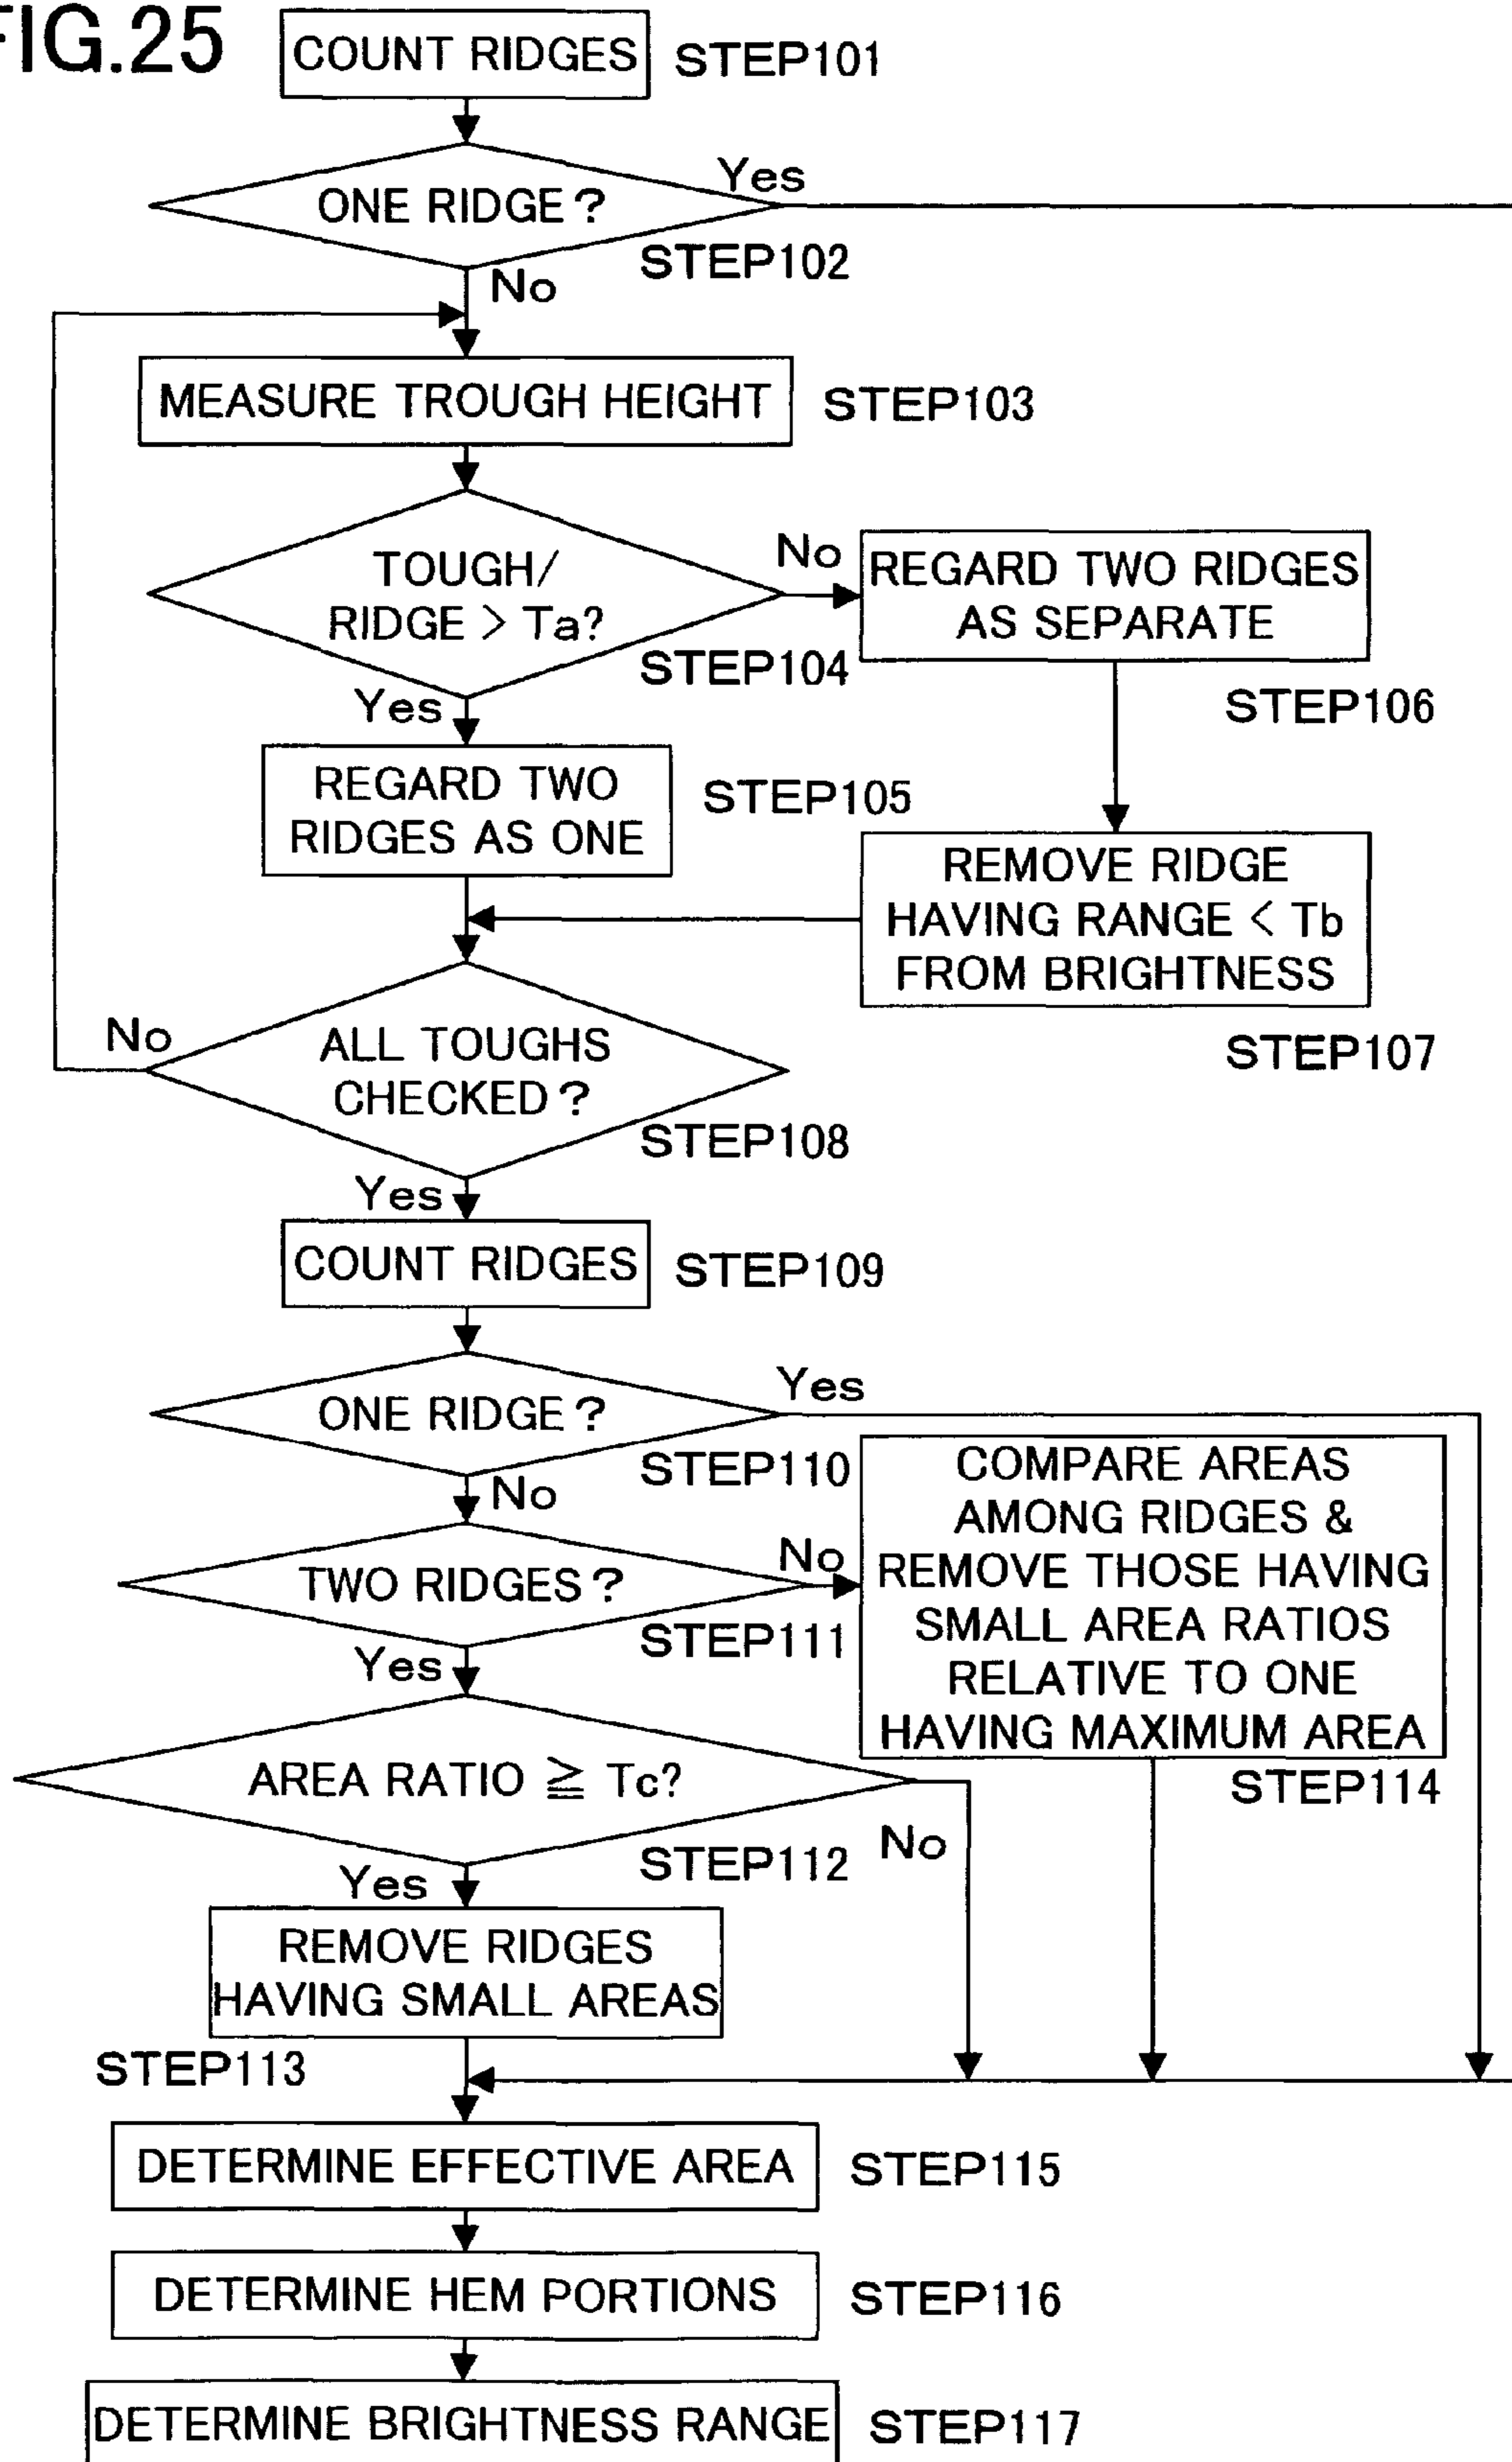 FIG.25
COUNT RIDGES
STEP101
ONE RIDGE?
Yes
STEP102
No
MEASURE TROUGH HEIGHT
STEP103
TOUGH/
RIDGE > Ta?
No
STEP104
REGARD TWO RIDGES
AS SEPARATE
STEP106
Yes
REGARD TWO
RIDGES AS ONE
STEP105
REMOVE RIDGE
HAVING RANGE < Tb
FROM BRIGHTNESS
STEP107
No
ALL TOUGHS
CHECKED?
STEP108
Yes
COUNT RIDGES
STEP109
ONE RIDGE?
Yes
STEP110
No
TWO RIDGES?
No
STEP111
COMPARE AREAS
AMONG RIDGES &
REMOVE THOSE HAVING
SMALL AREA RATIOS
RELATIVE TO ONE
HAVING MAXIMUM AREA
STEP114
Yes
AREA RATIO ≧ Tc?
No
STEP112
Yes
REMOVE RIDGES
HAVING SMALL AREAS
STEP113
DETERMINE EFFECTIVE AREA
STEP115
DETERMINE HEM PORTIONS
STEP116
DETERMINE BRIGHTNESS RANGE
STEP117